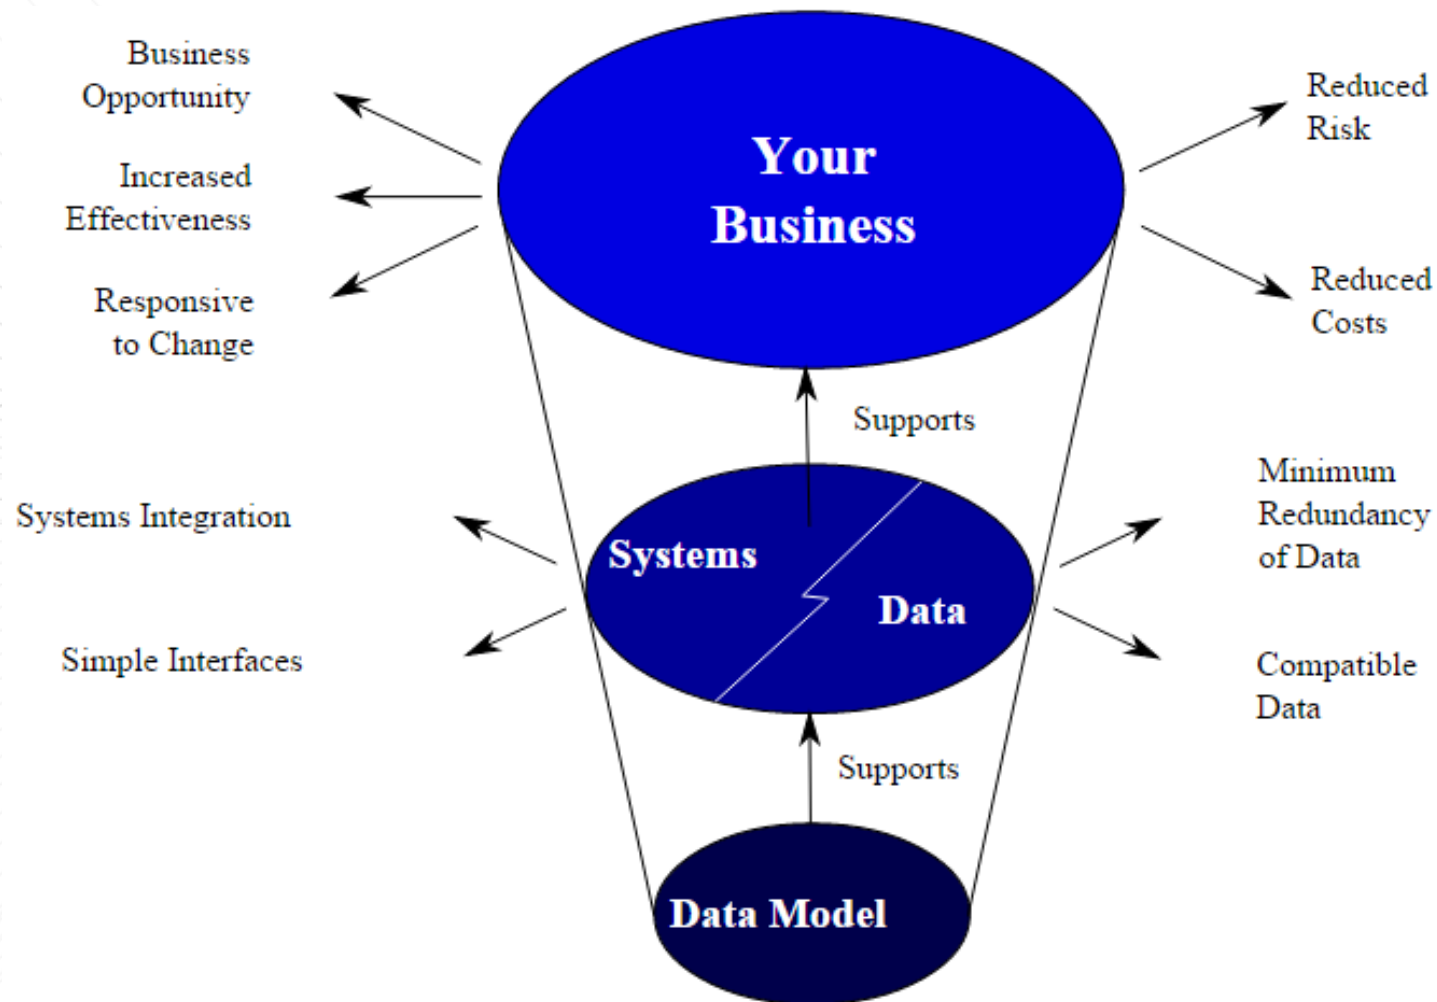 Business
Opportunity
Increased
Effectiveness
Responsive
to Change
Your
Business
Reduced
Risk
Reduced
Costs
Supports
Systems Integration
Simple Interfaces
Systems
Data
Minimum
Redundancy
of Data
Compatible
Data
Supports
Data Model